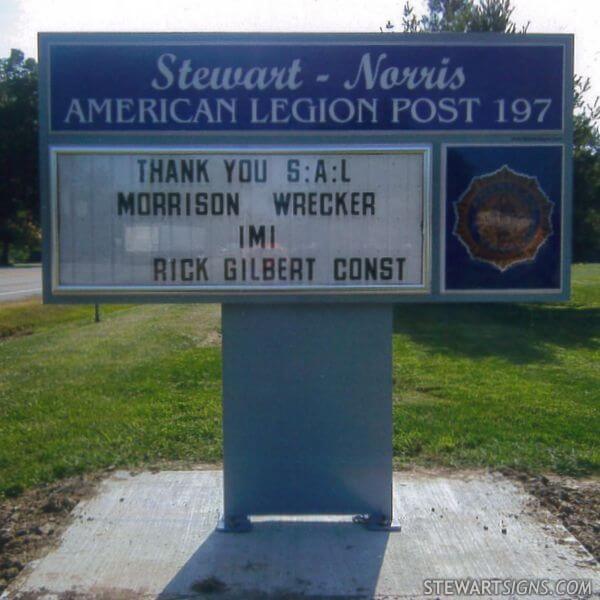 Stewart - Norris
AMERICAN LEGION POST 197
THANK YOU S:A:L
MORRISON WRECKER
IMI
RICK GILBERT CONST
STEWARTSIGNS.COM